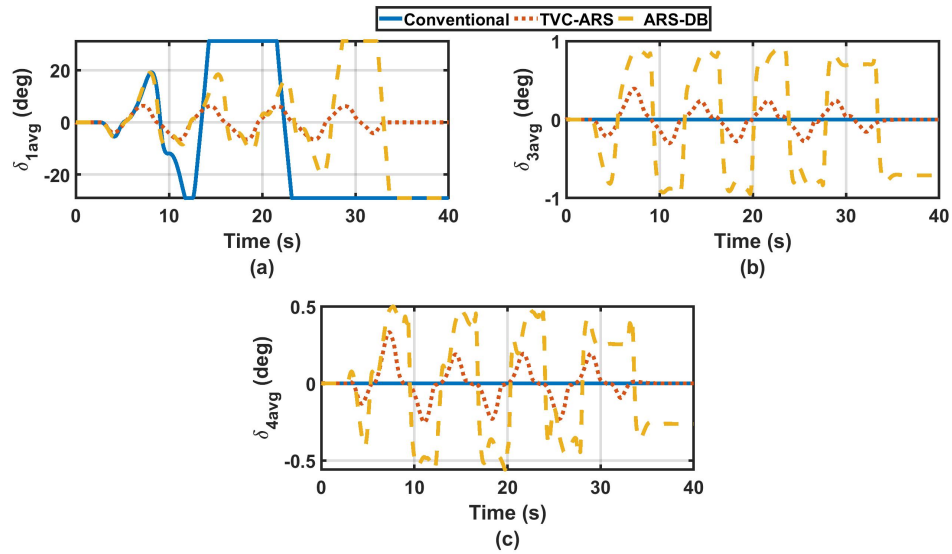 Conventional TVC-ARS ARS-DB
20
0
-20
δ1avg (deg)
0 10 20 30 40
Time (s)
(a)
1
0
-1
δ3avg (deg)
0 10 20 30 40
Time (s)
(b)
0.5
0
-0.5
δ4avg (deg)
0 10 20 30 40
Time (s)
(c)